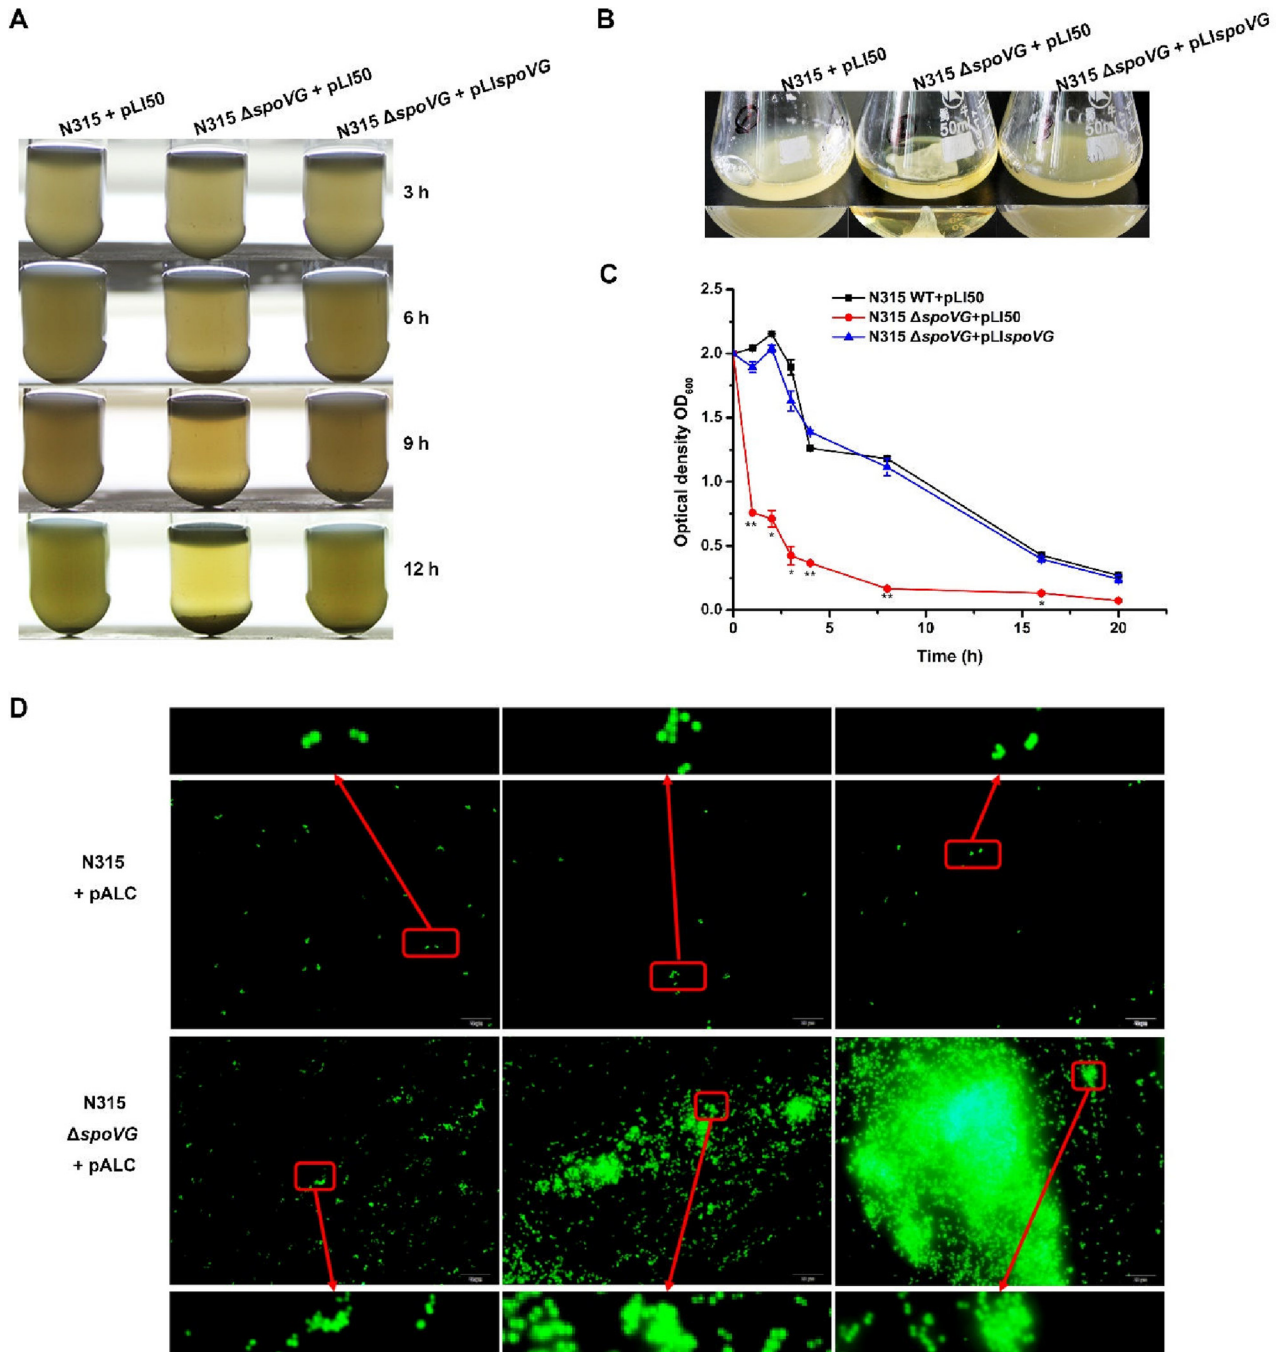 A
N315 + pLI50
N315 ΔspoVG + pLI50
N315 ΔspoVG + pLIspoVG
3 h
6 h
9 h
12 h
B
N315 + pLI50
N315 ΔspoVG + pLI50
N315 ΔspoVG + pLIspoVG
C
N315 WT+pLI50
N315 ΔspoVG+pLI50
N315 ΔspoVG+pLIspoVG
Optical density OD600
2.5
2.0
1.5
1.0
0.5
0.0
** * * ** ** *
0 5 10 15 20
Time (h)
D
N315
+ pALC
N315
ΔspoVG
+ pALC